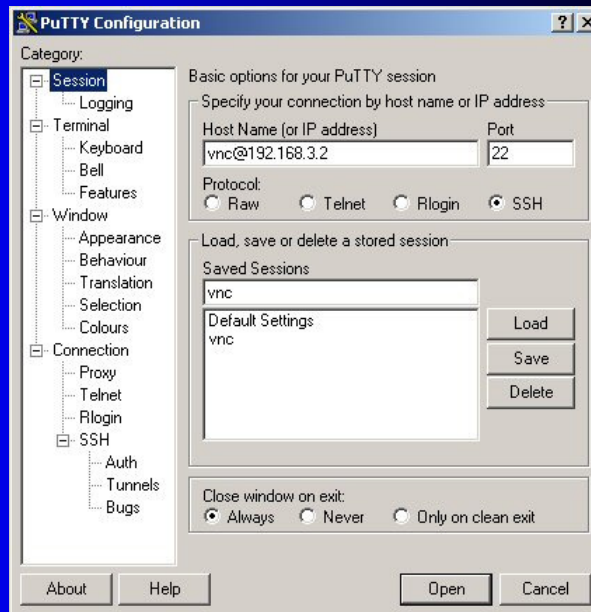 PuTTY Configuration
Category:
Session
Logging
Terminal
Keyboard
Bell
Features
Window
Appearance
Behaviour
Translation
Selection
Colours
Connection
Proxy
Telnet
Rlogin
SSH
Auth
Tunnels
Bugs
Basic options for your PuTTY session
Specify your connection by host name or IP address
Host Name (or IP address) Port
vnc@192.168.3.2 22
Protocol:
Raw Telnet Rlogin SSH
Load, save or delete a stored session
Saved Sessions
vnc
Default Settings
vnc
Load
Save
Delete
Close window on exit:
Always Never Only on clean exit
About Help Open Cancel